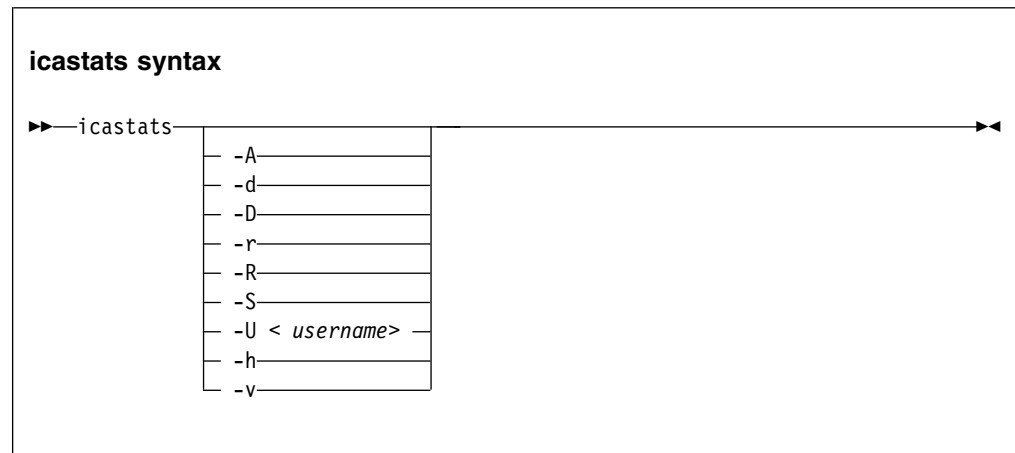 icastats syntax
icastats
-A
-d
-D
-r
-R
-S
-U < username>
-h
-v